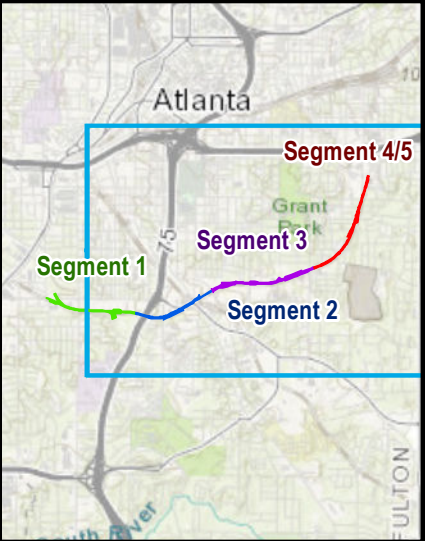 10
Atlanta
Segment 4/5
Grant
Park
Segment 3
75
Segment 1
Segment 2
FULTON
South River